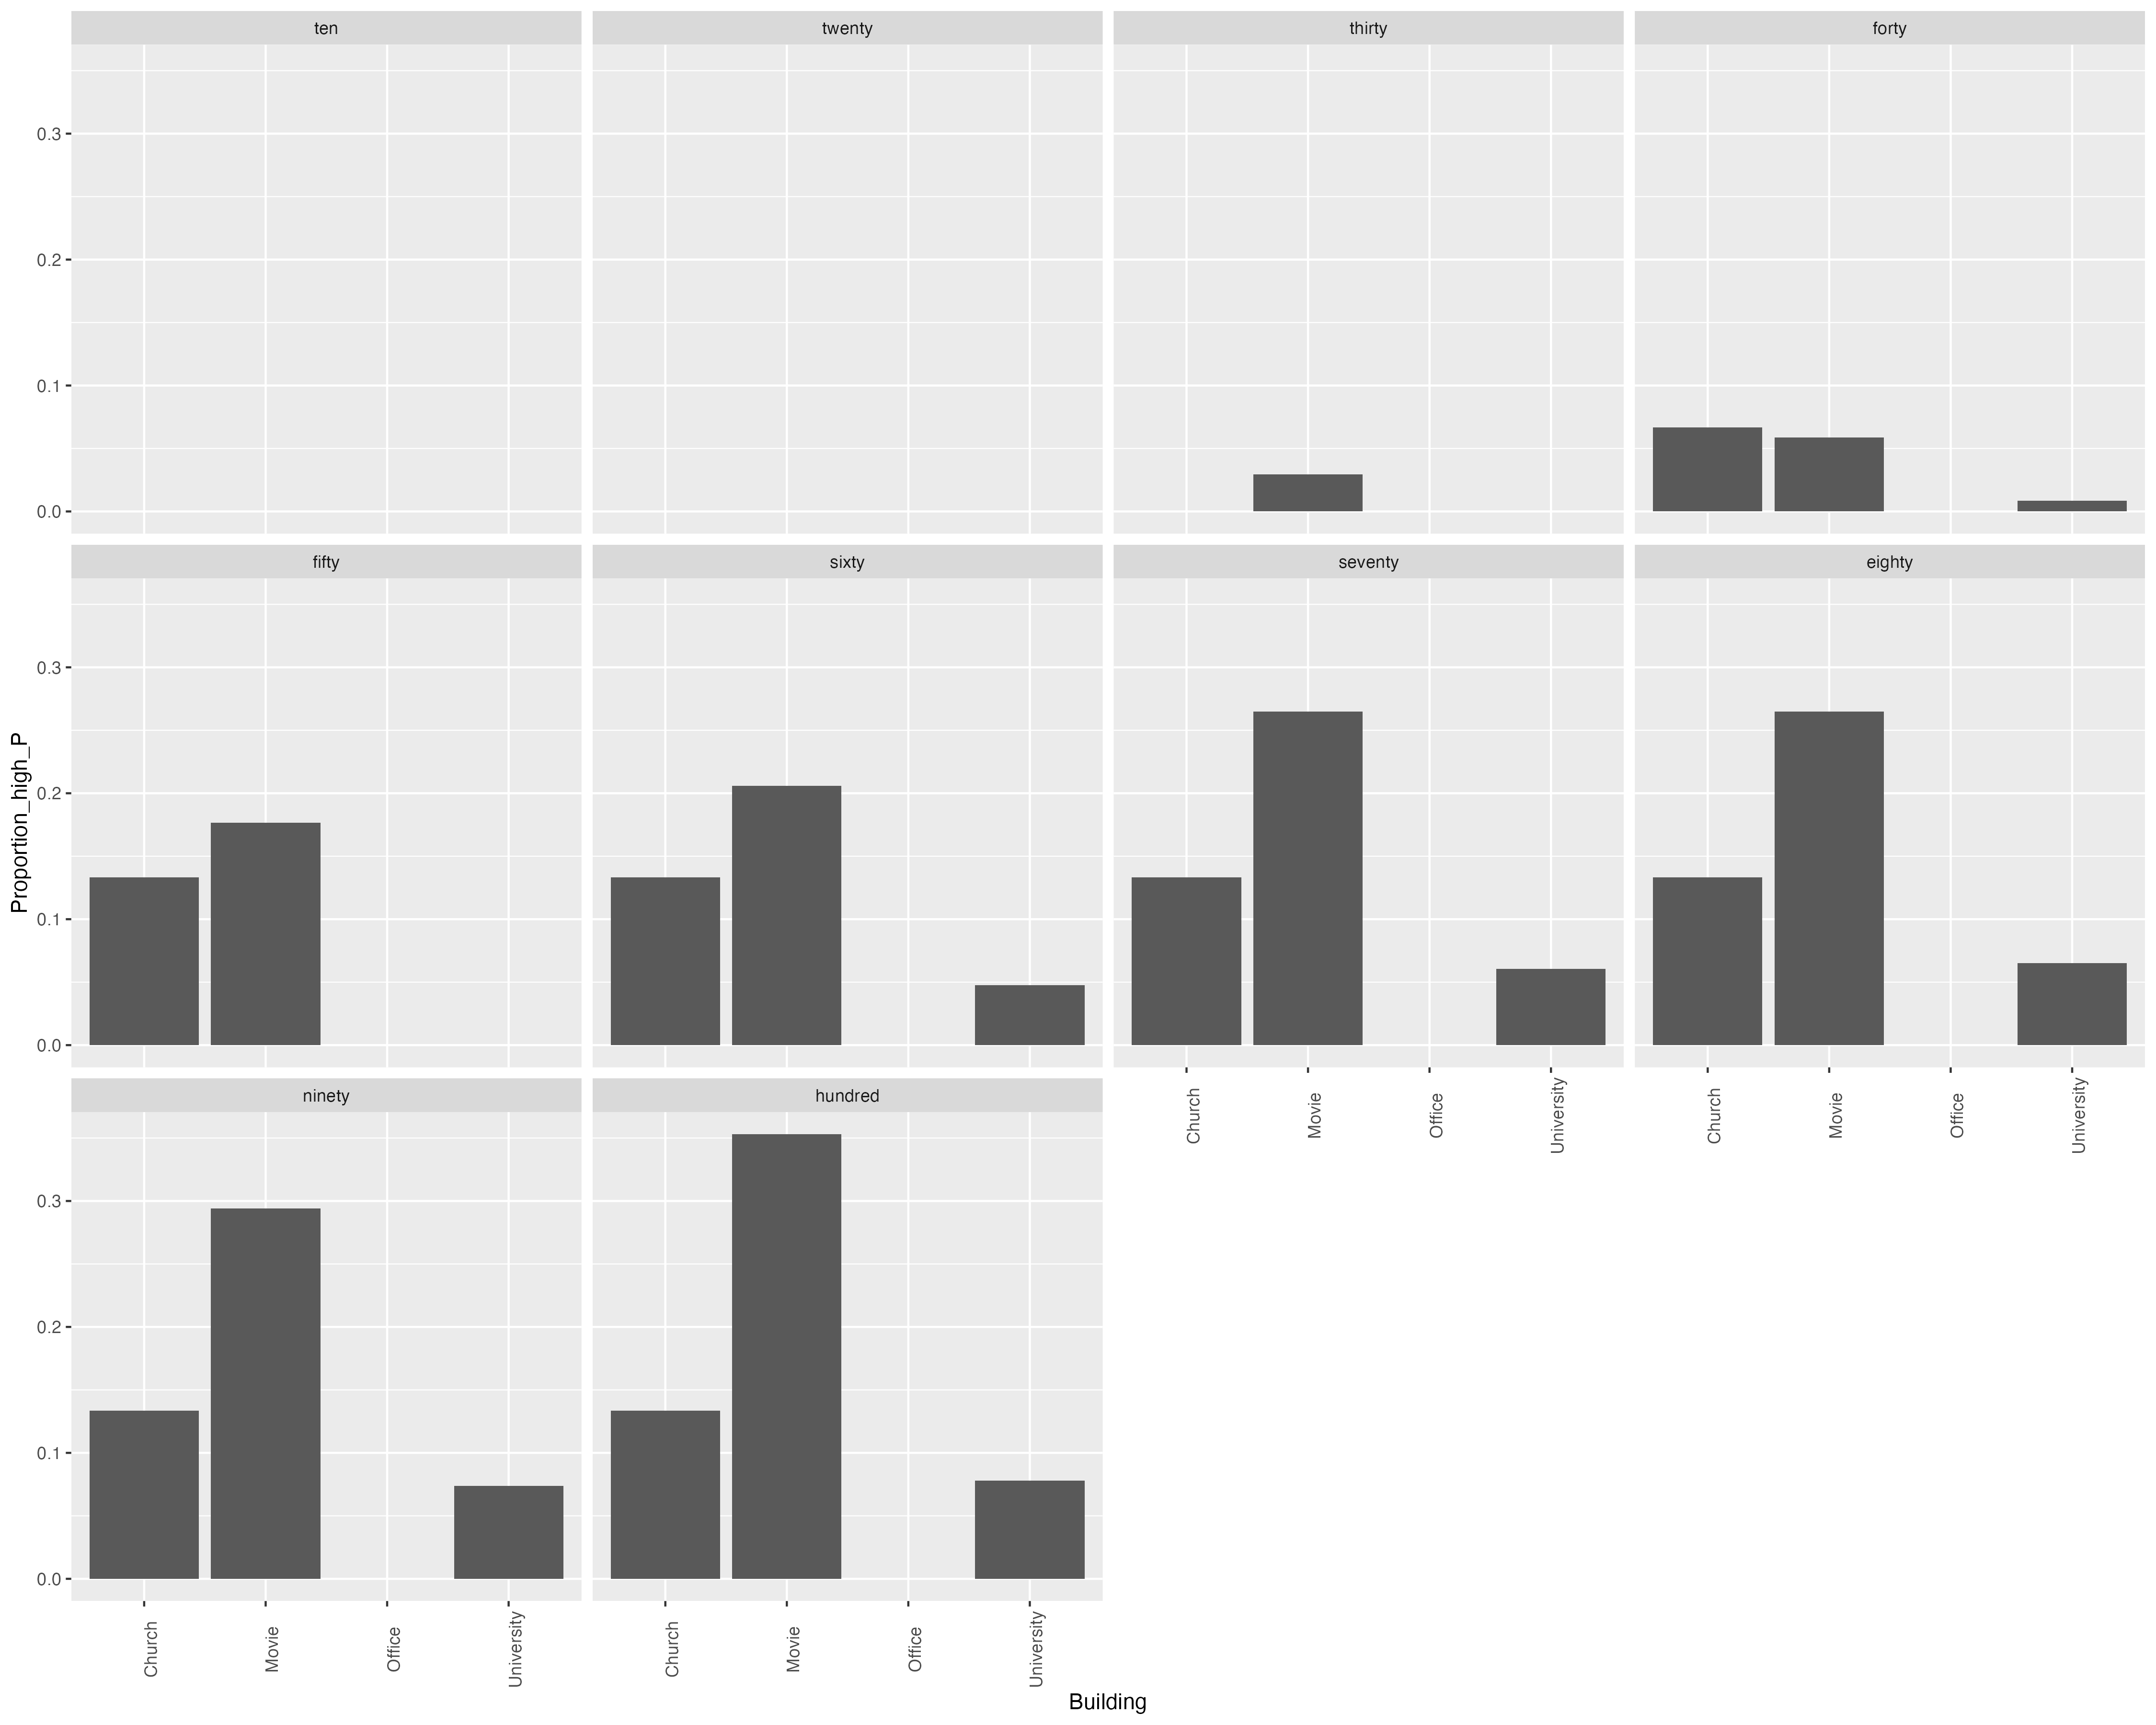 ten twenty thirty forty
0.3
0.2
0.1
0.0
fifty sixty seventy eighty
0.3
0.2
0.1
0.0
Proportion_high_P
Church Movie Office University Church Movie Office University
ninety hundred
0.3
0.2
0.1
0.0
Church Movie Office University Church Movie Office University
Building